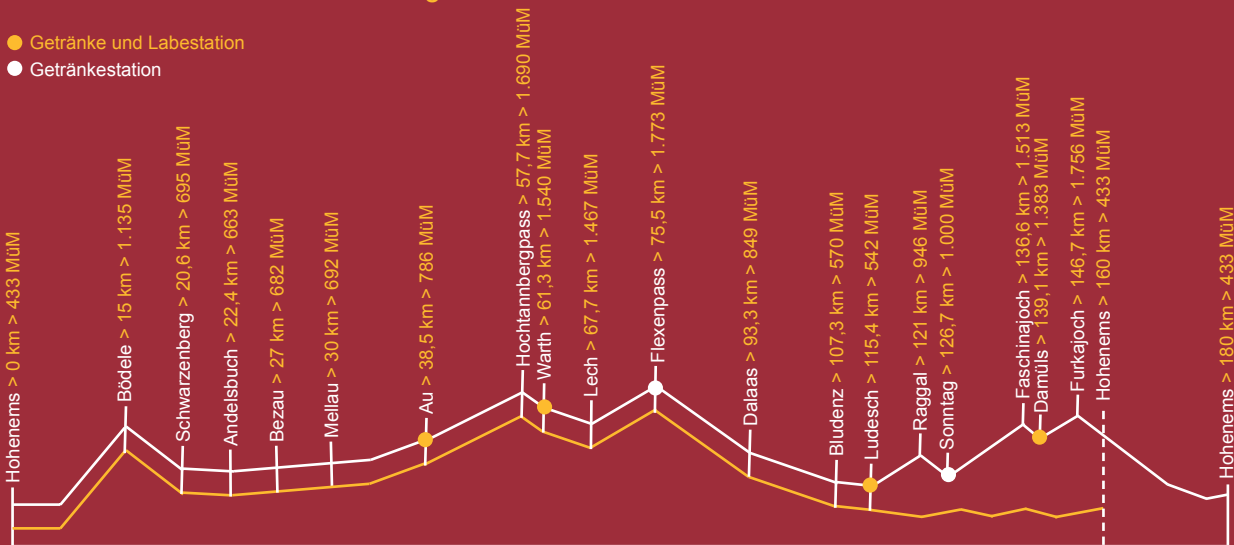 Getränke und Labestation
Getränkestation
Hohenems > 0 km > 433 MüM
Bödele > 15 km > 1.135 MüM
Schwarzenberg > 20,6 km > 695 MüM
Andelsbuch > 22,4 km > 663 MüM
Bezau > 27 km > 682 MüM
Mellau > 30 km > 692 MüM
Au > 38,5 km > 786 MüM
Hochtannbergpass > 57,7 km > 1.690 MüM
Warth > 61,3 km > 1.540 MüM
Lech > 67,7 km > 1.467 MüM
Flexenpass > 75,5 km > 1.773 MüM
Dalaas > 93,3 km > 849 MüM
Bludenz > 107,3 km > 570 MüM
Ludesch > 115,4 km > 542 MüM
Raggal > 121 km > 946 MüM
Sonntag > 126,7 km > 1.000 MüM
Faschinajoch > 136,6 km > 1.513 MüM
Damüls > 139,1 km > 1.383 MüM
Furkajoch > 146,7 km > 1.756 MüM
Hohenems > 160 km > 433 MüM
Hohenems > 180 km > 433 MüM